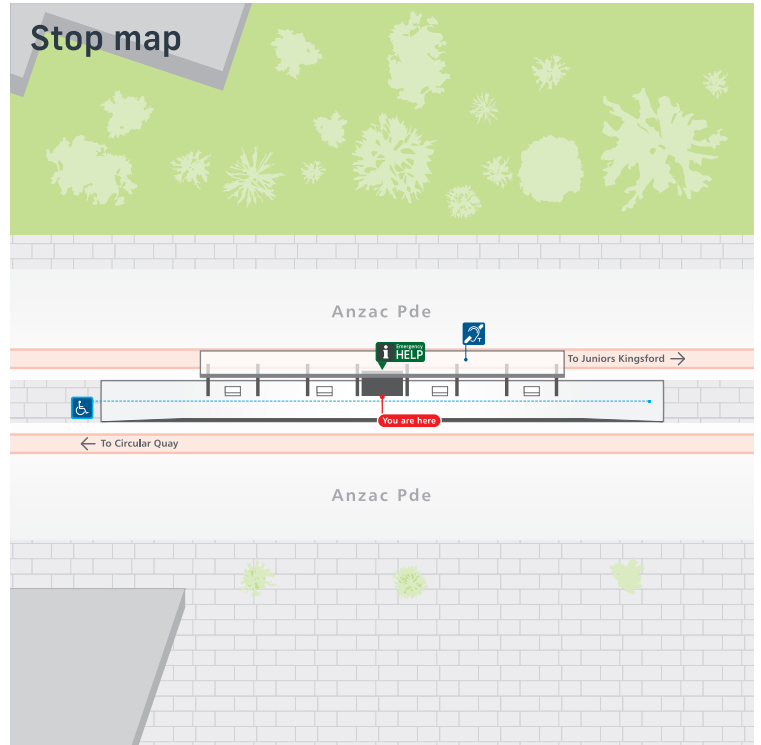 Stop map
Anzac Pde
i
Emergency
HELP
T
To Juniors Kingsford →
You are here
← To Circular Quay
Anzac Pde